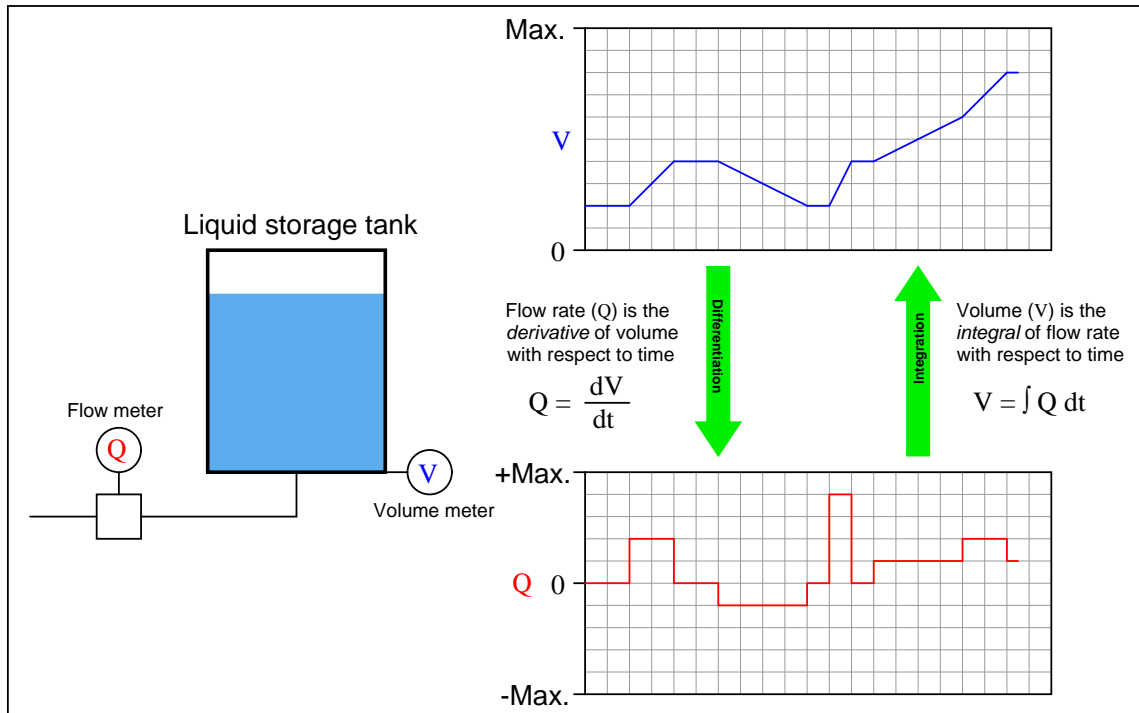 Max.
V
0
Liquid storage tank
Flow meter
Q
V
Volume meter
Flow rate (Q) is the
derivative of volume
with respect to time
Q = dV
dt
Differentiation
Integration
Volume (V) is the
integral of flow rate
with respect to time
V = ∫ Q dt
+Max.
Q 0
-Max.